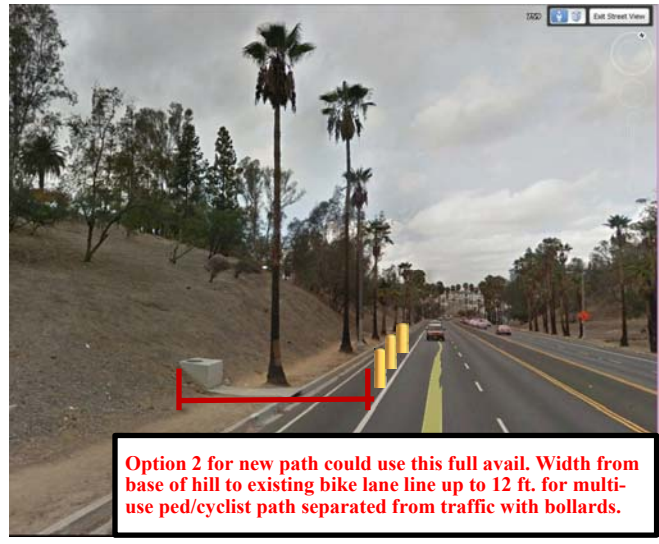 Exit Street View
Option 2 for new path could use this full avail. Width from
base of hill to existing bike lane line up to 12 ft. for multi-
use ped/cyclist path separated from traffic with bollards.